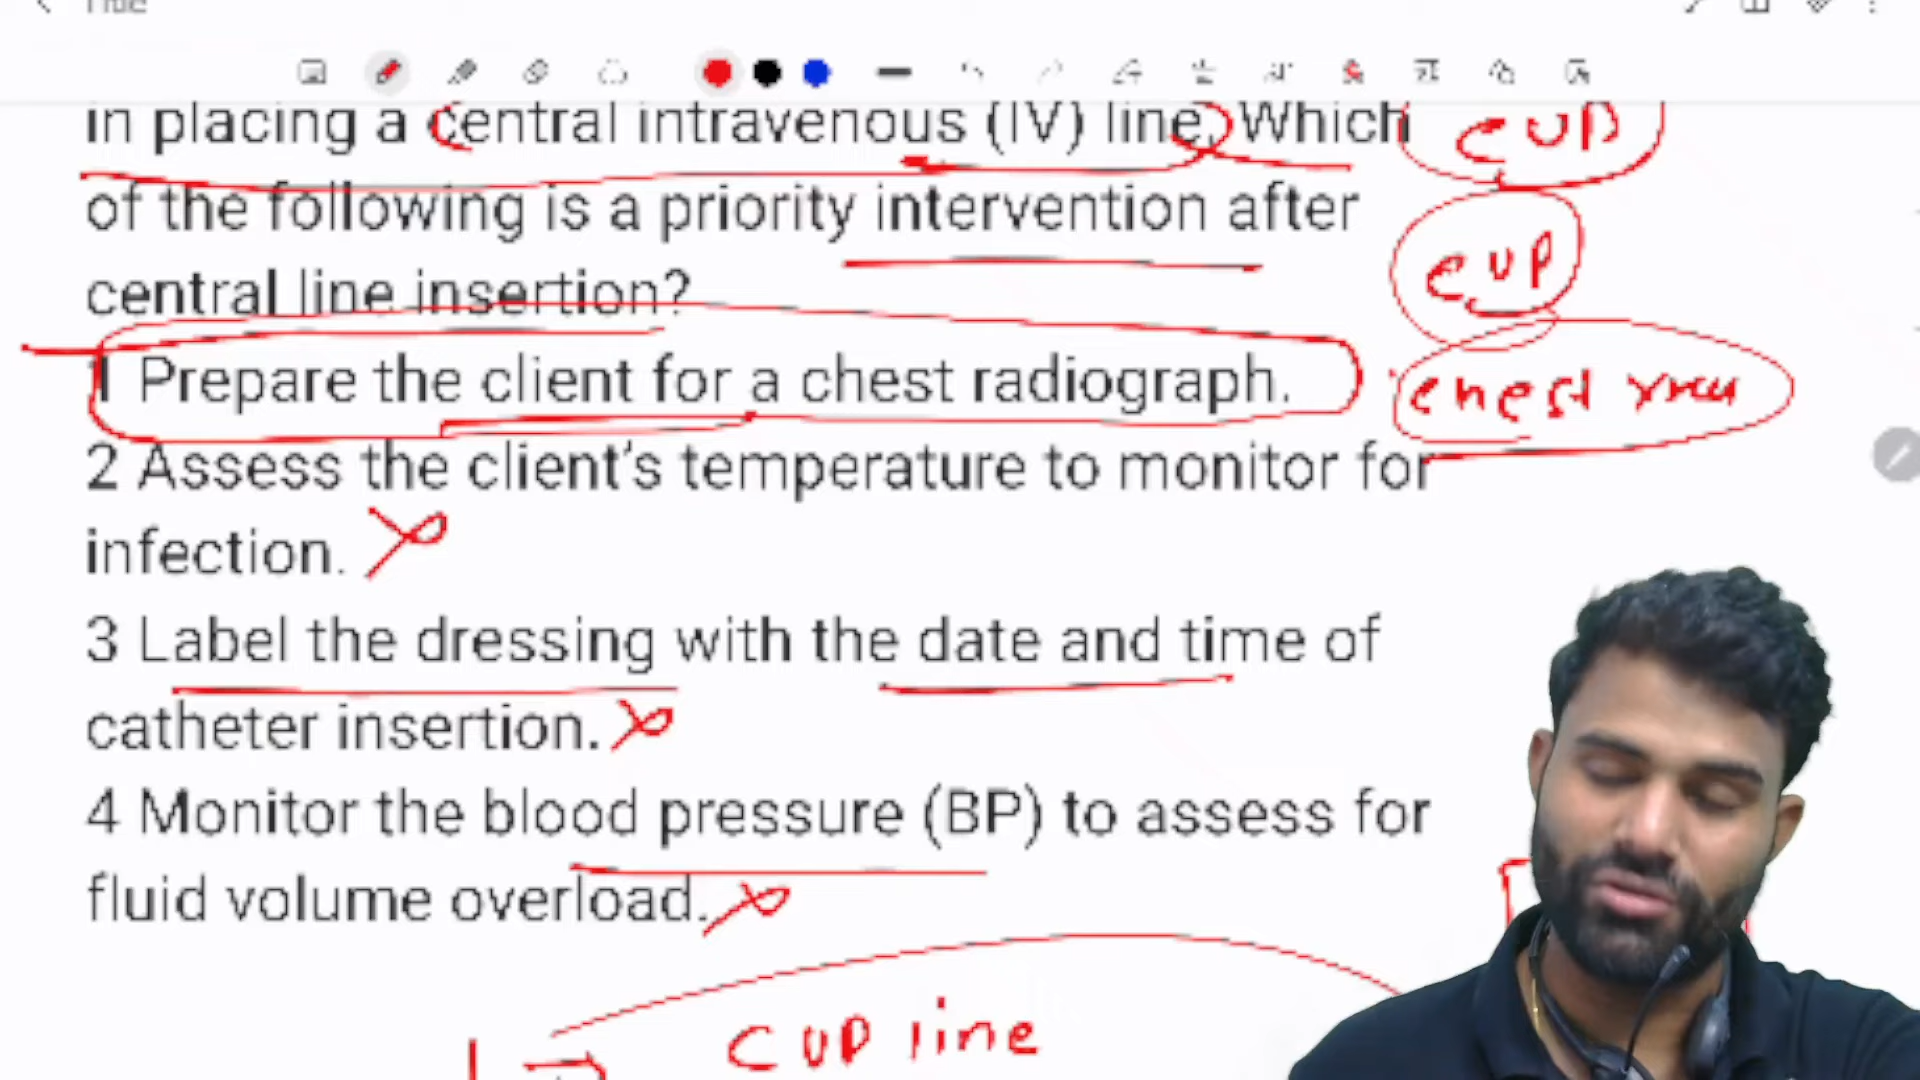 Title
in placing a central intravenous (IV) line. Which
of the following is a priority intervention after
central line insertion?
1 Prepare the client for a chest radiograph.
2 Assess the client's temperature to monitor for
infection.
3 Label the dressing with the date and time of
catheter insertion.
4 Monitor the blood pressure (BP) to assess for
fluid volume overload.
CVP
CVP
chest
CVP line